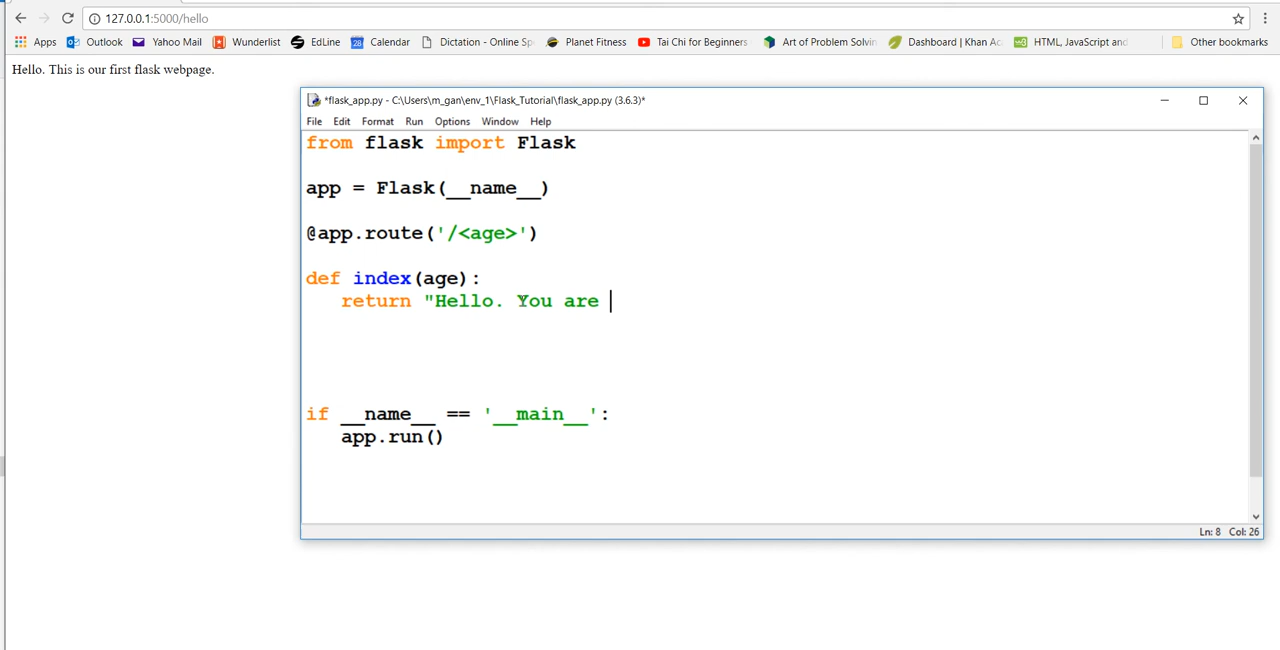 127.0.0.1:5000/hello
Apps Outlook Yahoo Mail Wunderlist EdLine 28 Calendar Dictation - Online Sp Planet Fitness Tai Chi for Beginners Art of Problem Solvin Dashboard | Khan Ac HTML, JavaScript and Other bookmarks
Hello. This is our first flask webpage.
*flask_app.py - C:\Users\m_gan\env_1\Flask_Tutorial\flask_app.py (3.6.3)*
File Edit Format Run Options Window Help
from flask import Flask
app = Flask(__name__)
@app.route('/<age>')
def index(age):
return "Hello. You are
if __name__ == '__main__':
app.run()
Ln: 8 Col: 26